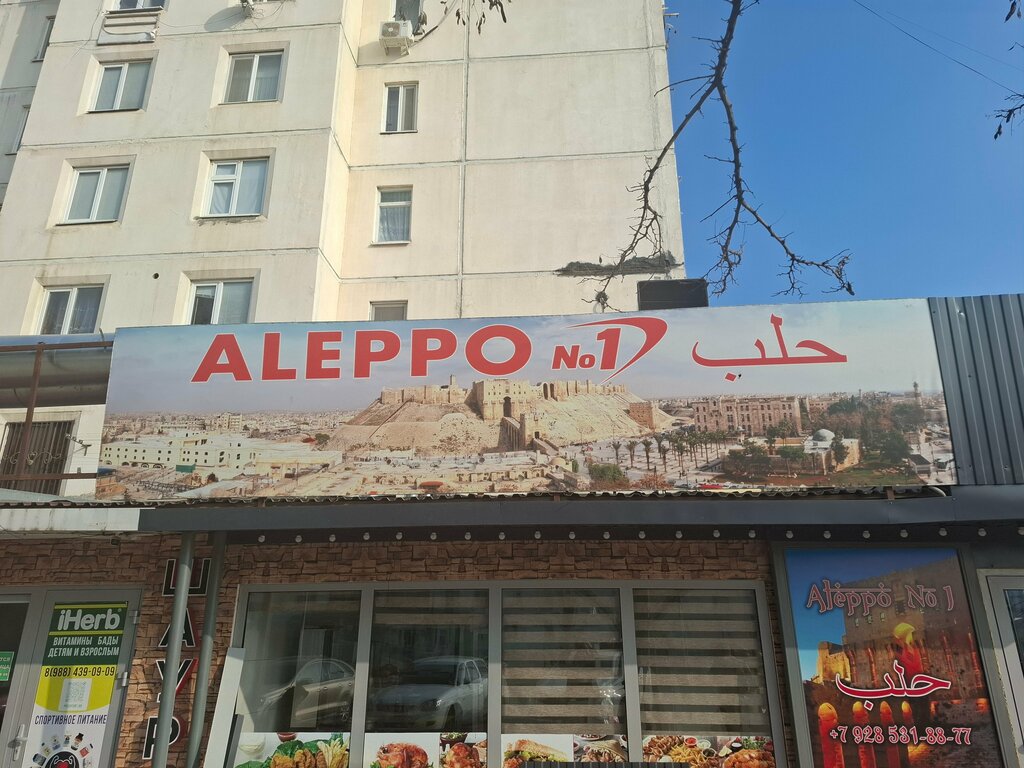 ALEPPO №1 حلب
iHerb
ВИТАМИНЫ БАДЫ
ДЕТЯМ И ВЗРОСЛЫМ
8(988) 439-09-09
СПОРТИВНОЕ ПИТАНИЕ
ШАУР
Aleppo No 1
حلب
+7 928 531-88-77